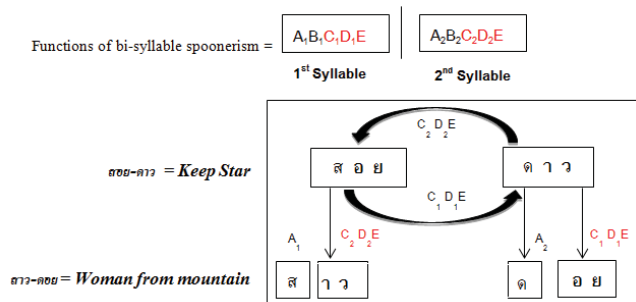 Functions of bi-syllable spoonerism = A₁B₁C₁D₁E A₂B₂C₂D₂E
1st Syllable 2nd Syllable
C₂D₂E
สอย-ดาว = Keep Star ส อ ย ด า ว
C₁D₁E
A₁ C₂D₂E A₂ C₁D₁E
สาว-ดอย = Woman from mountain ส า ว ด อ ย